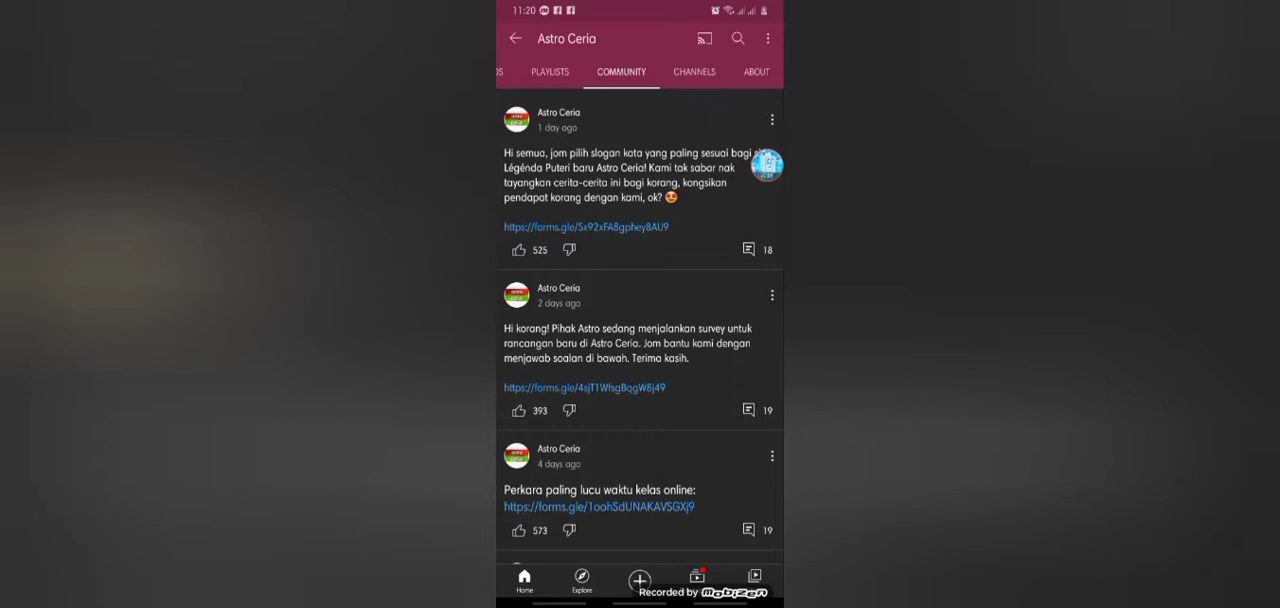 11:20
Astro Ceria
PLAYLISTS COMMUNITY CHANNELS ABOUT
Astro Ceria
1 day ago
Hi semua, jom pilih slogan kata yang paling sesuai bagi
Légénda Puteri baru Astro Ceria! Kami tak sabar nak
tayangkan cerita-cerita ini bagi korang, kongsikan
pendapat korang dengan kami, ok? 😍
https://forms.gle/Sx92xFA8gphey8AU9
525 18
Astro Ceria
2 days ago
Hi korang! Pihak Astro sedang menjalankan survey untuk
rancangan baru di Astro Ceria. Jom bantu kami dengan
menjawab soalan di bawah. Terima kasih.
https://forms.gle/4sjT1WfsgBqgW8j49
393 19
Astro Ceria
4 days ago
Perkara paling lucu waktu kelas online:
https://forms.gle/1oohSdUNAKAVSGXj9
573 19
Home Explore
Recorded by mobizen